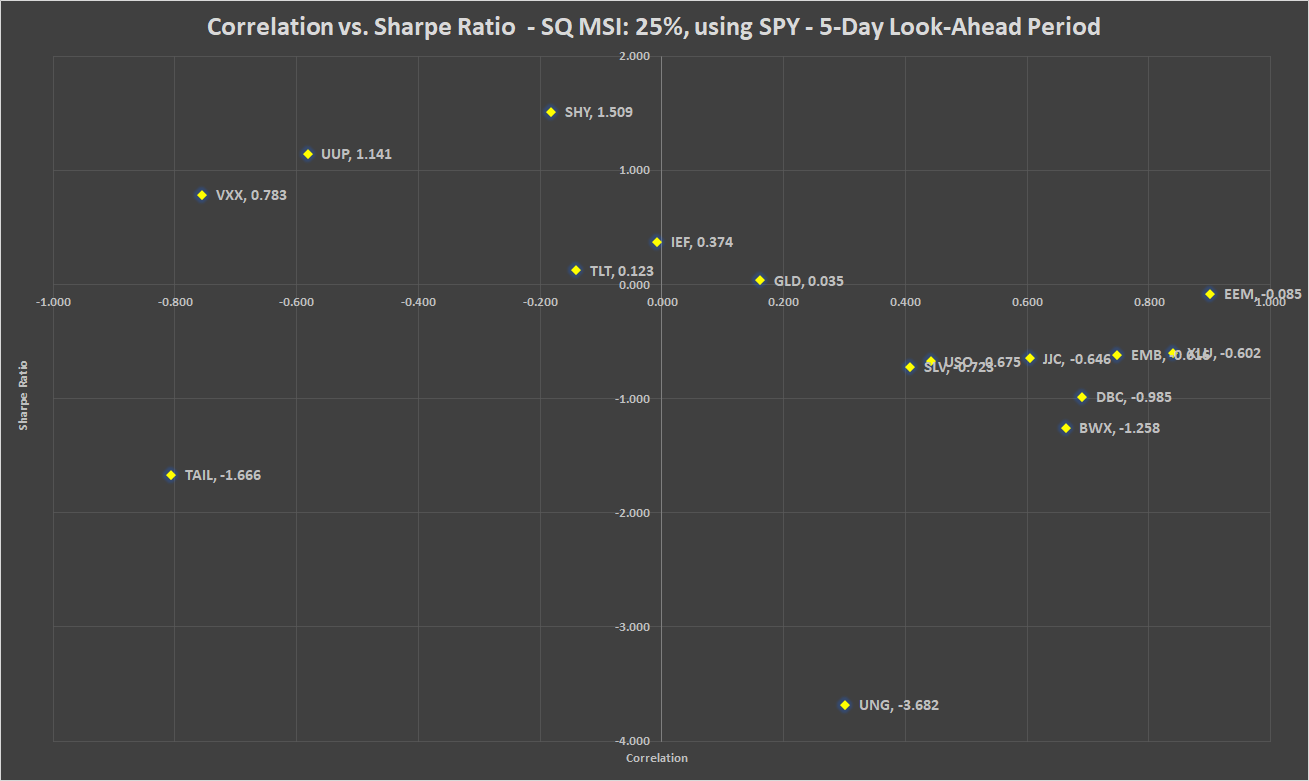 Correlation vs. Sharpe Ratio - SQ MSI: 25%, using SPY - 5-Day Look-Ahead Period
2.000
SHY, 1.509
UUP, 1.141
1.000
VXX, 0.783
IEF, 0.374
TLT, 0.123
GLD, 0.035
0.000
EEM, -0.085
-1.000
-0.800
-0.600
-0.400
-0.200
0.000
0.200
0.400
0.600
0.800
1.000
XLU, -0.602
EMB, -0.616
JJC, -0.646
USO, -0.675
SLV, -0.723
Sharpe Ratio
DBC, -0.985
-1.000
BWX, -1.258
TAIL, -1.666
-2.000
-3.000
UNG, -3.682
-4.000
Correlation